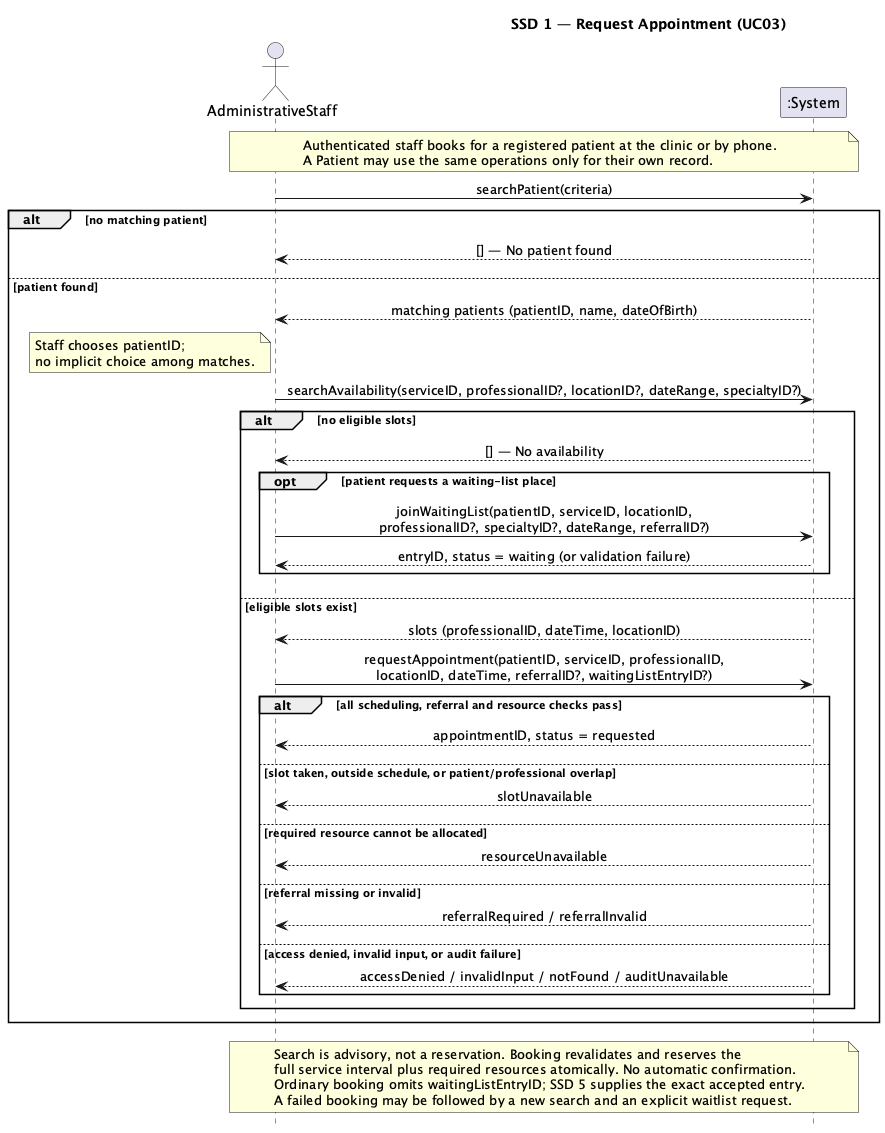 SSD 1 — Request Appointment (UC03)
AdministrativeStaff
:System
Authenticated staff books for a registered patient at the clinic or by phone.
A Patient may use the same operations only for their own record.
searchPatient(criteria)
alt
[no matching patient]
[] — No patient found
[patient found]
matching patients (patientID, name, dateOfBirth)
Staff chooses patientID;
no implicit choice among matches.
searchAvailability(serviceID, professionalID?, locationID?, dateRange, specialtyID?)
alt
[no eligible slots]
[] — No availability
opt
[patient requests a waiting-list place]
joinWaitingList(patientID, serviceID, locationID,
professionalID?, specialtyID?, dateRange, referralID?)
entryID, status = waiting (or validation failure)
[eligible slots exist]
slots (professionalID, dateTime, locationID)
requestAppointment(patientID, serviceID, professionalID,
locationID, dateTime, referralID?, waitingListEntryID?)
alt
[all scheduling, referral and resource checks pass]
appointmentID, status = requested
[slot taken, outside schedule, or patient/professional overlap]
slotUnavailable
[required resource cannot be allocated]
resourceUnavailable
[referral missing or invalid]
referralRequired / referralInvalid
[access denied, invalid input, or audit failure]
accessDenied / invalidInput / notFound / auditUnavailable
Search is advisory, not a reservation. Booking revalidates and reserves the
full service interval plus required resources atomically. No automatic confirmation.
Ordinary booking omits waitingListEntryID; SSD 5 supplies the exact accepted entry.
A failed booking may be followed by a new search and an explicit waitlist request.